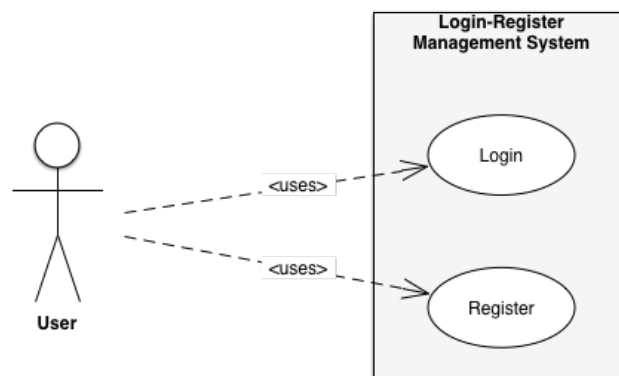 Login-Register
Management System
Login
<uses>
<uses>
Register
User